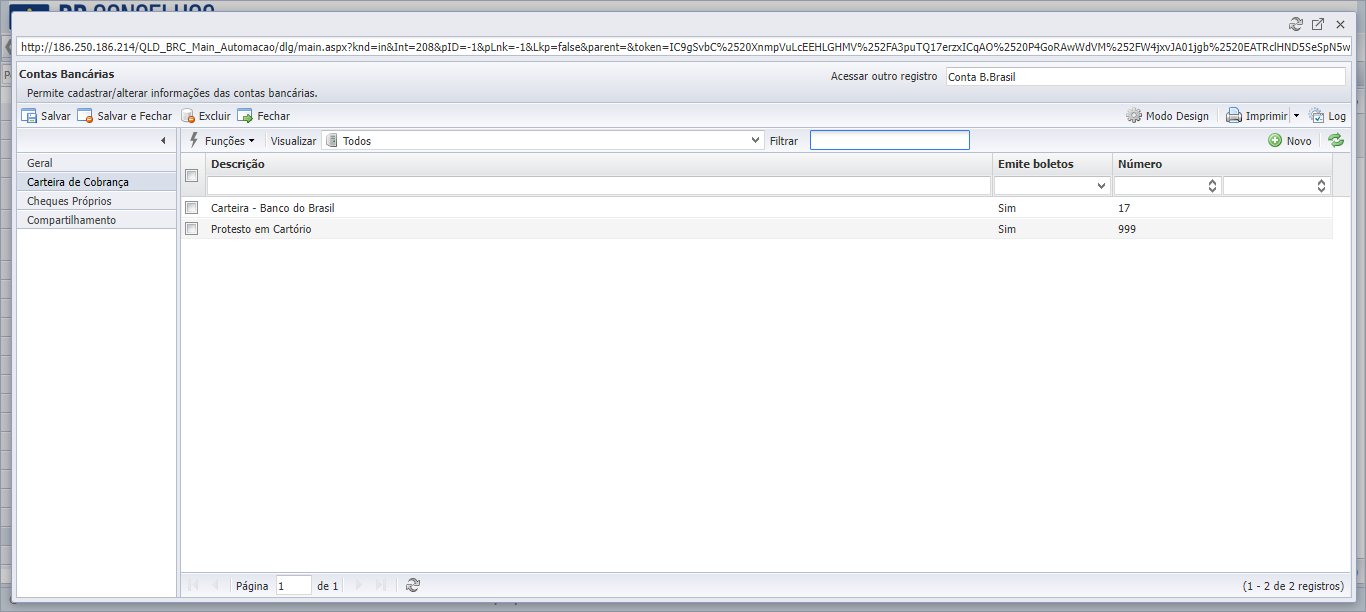 http://186.250.186.214/QLD_BRC_Main_Automacao/dlg/main.aspx?knd=in&Int=208&pID=-1&pLnk=-1&Lkp=false&parent=&token=IC9gSvbC%2520XnmpVuLcEEHLGHMV%252FA3puTQ17erzxICqAO%2520P4GoRAwWdVM%252FW4jxvJA01jgb%2520EATRclHND5SeSpN5w
Contas Bancárias
Acessar outro registro Conta B.Brasil
Permite cadastrar/alterar informações das contas bancárias.
Salvar Salvar e Fechar Excluir Fechar Modo Design Imprimir Log
Funções Visualizar Todos Filtrar Novo
Geral
Carteira de Cobrança
Cheques Próprios
Compartilhamento
Descrição Emite boletos Número
Carteira - Banco do Brasil Sim 17
Protesto em Cartório Sim 999
Página 1 de 1 (1 - 2 de 2 registros)